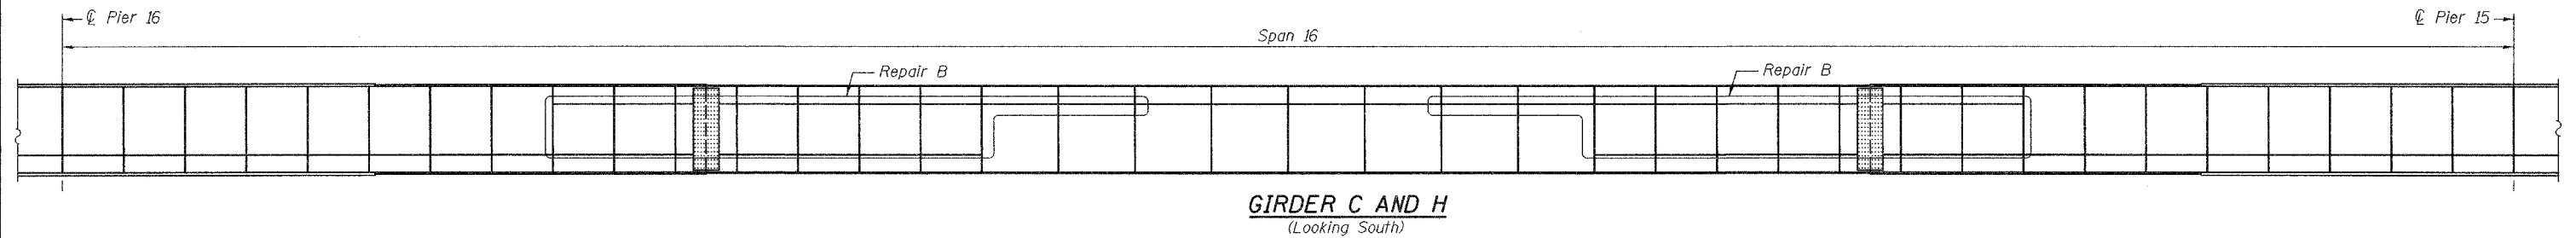 ℄ Pier 16
℄ Pier 15
Span 16
Repair B
Repair B
GIRDER C AND H
(Looking South)